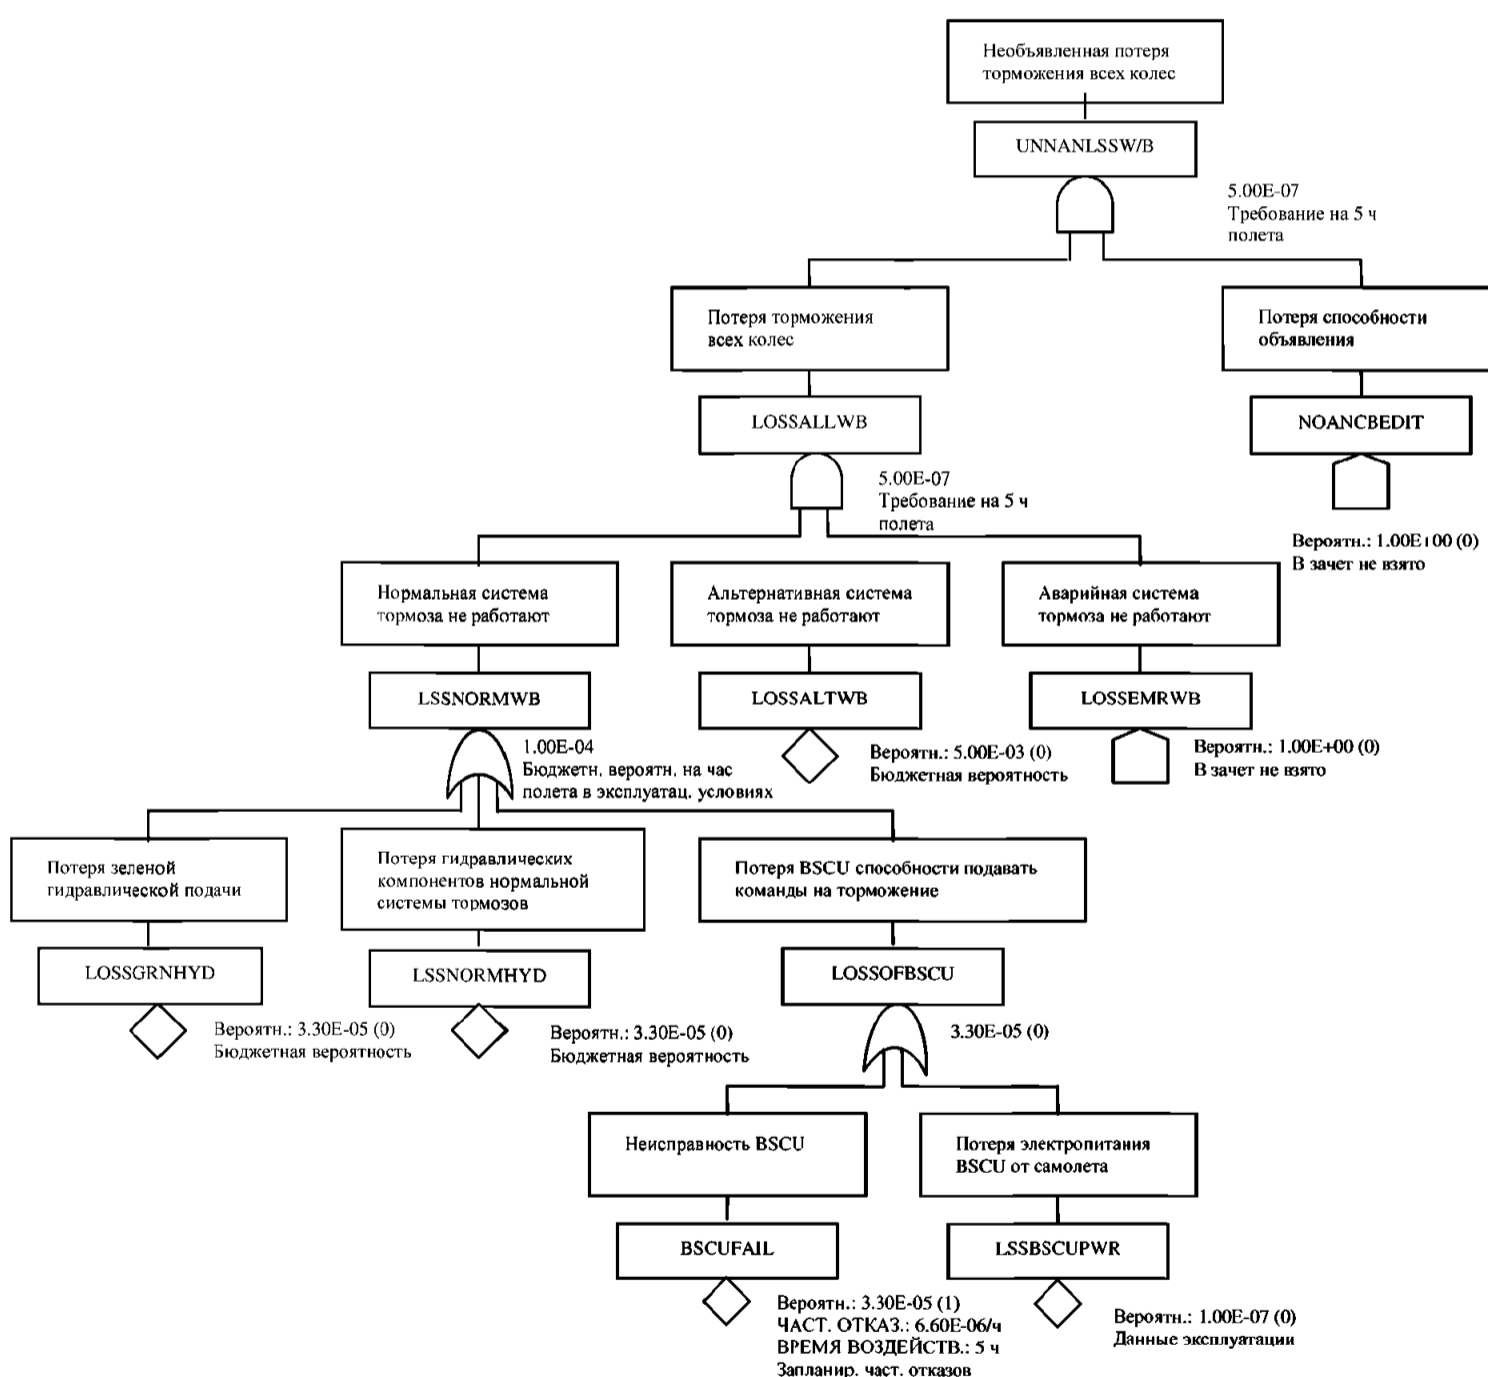 Необъявленная потеря
торможения всех колес
UNNANLSSW/B
5.00E-07
Требование на 5 ч
полета
Потеря торможения
всех колес
Потеря способности
объявления
LOSSALLWB
NOANCBEDIT
5.00E-07
Требование на 5 ч
полета
Вероятн.: 1.00E+00 (0)
В зачет не взято
Нормальная система
тормоза не работают
Альтернативная система
тормоза не работают
Аварийная система
тормоза не работают
LSSNORMWB
LOSSALTWB
LOSSEMRWB
1.00E-04
Бюджетн, вероятн, на час
полета в эксплуатац. условиях
Вероятн.: 5.00E-03 (0)
Бюджетная вероятность
Вероятн.: 1.00E+00 (0)
В зачет не взято
Потеря зеленой
гидравлической подачи
Потеря гидравлических
компонентов нормальной
системы тормозов
Потеря BSCU способности подавать
команды на торможение
LOSSGRNHYD
LSSNORMHYD
LOSSOFBSCU
Вероятн.: 3.30E-05 (0)
Бюджетная вероятность
Вероятн.: 3.30E-05 (0)
Бюджетная вероятность
3.30E-05 (0)
Неисправность BSCU
Потеря электропитания
BSCU от самолета
BSCUFAIL
LSSBSCUPWR
Вероятн.: 3.30E-05 (1)
ЧАСТ. ОТКАЗ.: 6.60E-06/ч
ВРЕМЯ ВОЗДЕЙСТВ.: 5 ч
Запланир. част. отказов
Вероятн.: 1.00E-07 (0)
Данные эксплуатации